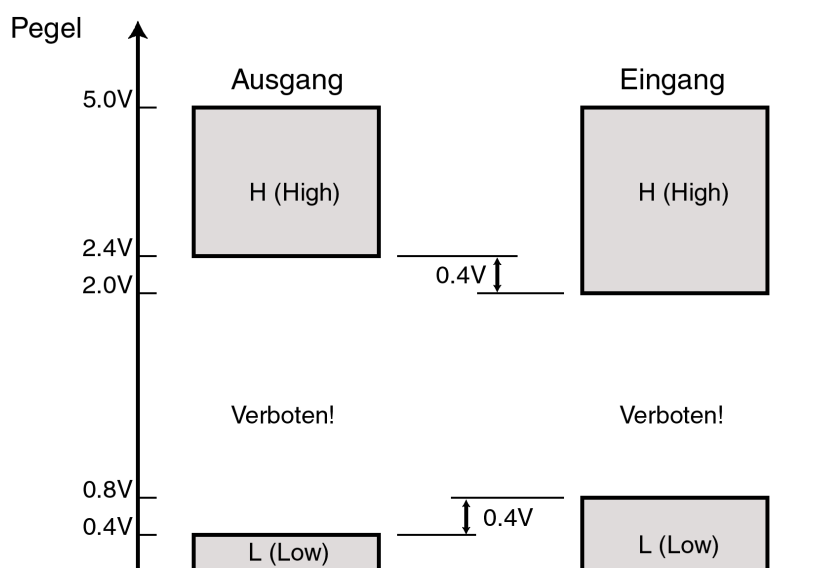 Pegel
Ausgang Eingang
5.0V
H (High) H (High)
2.4V
0.4V
2.0V
Verboten! Verboten!
0.8V
0.4V
0.4V
L (Low) L (Low)